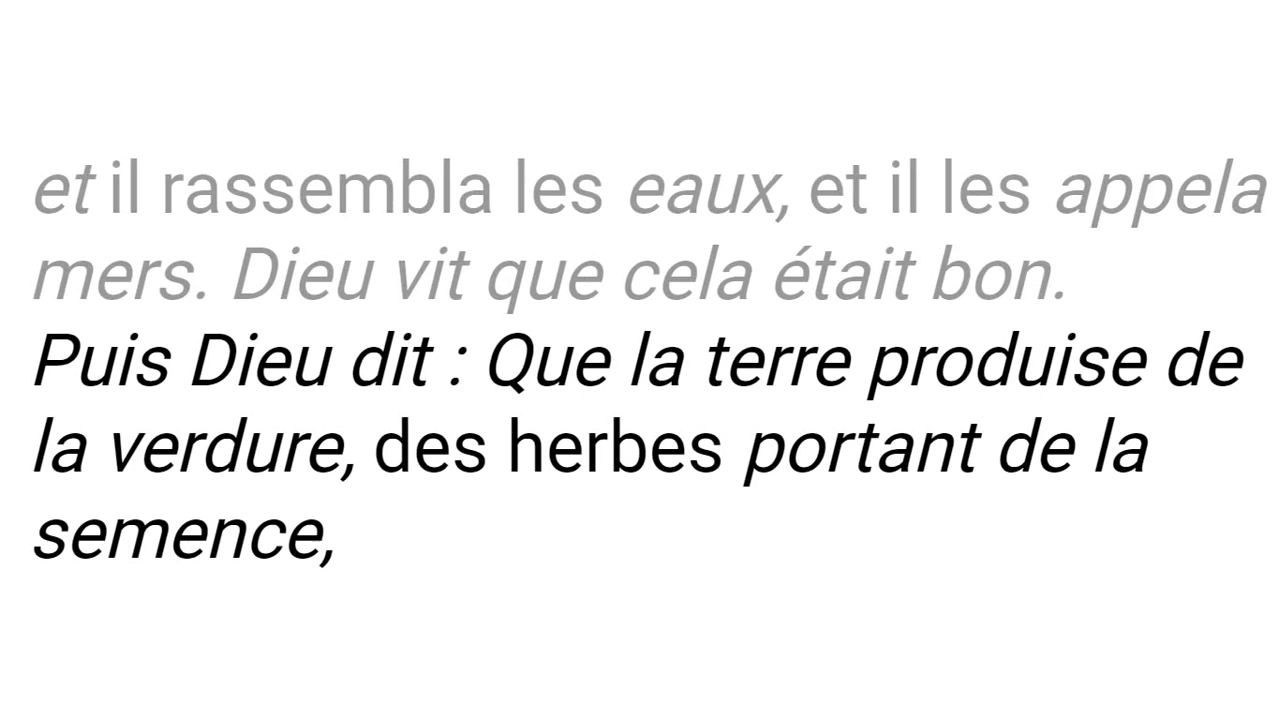 et il rassembla les eaux, et il les appela
mers. Dieu vit que cela était bon.
Puis Dieu dit : Que la terre produise de
la verdure, des herbes portant de la
semence,